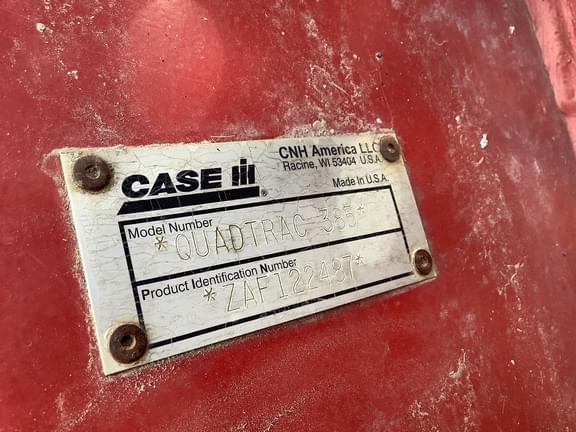 CASE IH®
CNH America LLC
Racine, WI 53404 U.S.A.
Made in U.S.A.
Model Number
*QUADTRAC 385*
Product Identification Number
*ZAF122487*